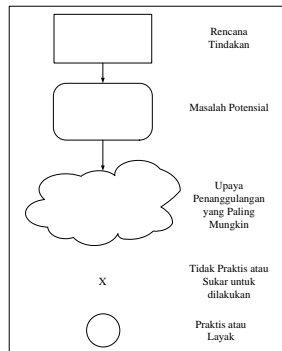 Rencana
Tindakan
Masalah Potensial
Upaya
Penanggulangan
yang Paling
Mungkin
X
Tidak Praktis atau
Sukar untuk
dilakukan
Praktis atau
Layak